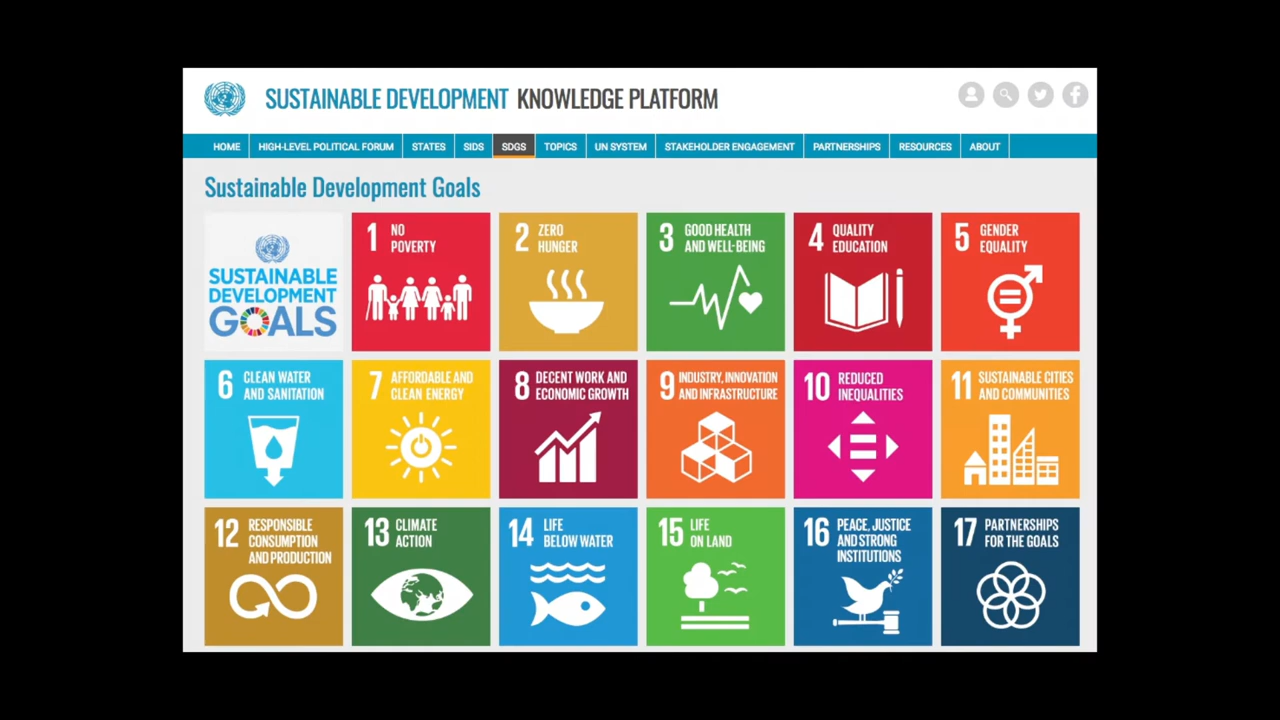 SUSTAINABLE DEVELOPMENT KNOWLEDGE PLATFORM
HOME HIGH-LEVEL POLITICAL FORUM STATES SIDS SDGS TOPICS UN SYSTEM STAKEHOLDER ENGAGEMENT PARTNERSHIPS RESOURCES ABOUT
Sustainable Development Goals
SUSTAINABLE
DEVELOPMENT
GOALS
1 NO
POVERTY
2 ZERO
HUNGER
3 GOOD HEALTH
AND WELL-BEING
4 QUALITY
EDUCATION
5 GENDER
EQUALITY
6 CLEAN WATER
AND SANITATION
7 AFFORDABLE AND
CLEAN ENERGY
8 DECENT WORK AND
ECONOMIC GROWTH
9 INDUSTRY, INNOVATION
AND INFRASTRUCTURE
10 REDUCED
INEQUALITIES
11 SUSTAINABLE CITIES
AND COMMUNITIES
12 RESPONSIBLE
CONSUMPTION
AND PRODUCTION
13 CLIMATE
ACTION
14 LIFE
BELOW WATER
15 LIFE
ON LAND
16 PEACE, JUSTICE
AND STRONG
INSTITUTIONS
17 PARTNERSHIPS
FOR THE GOALS